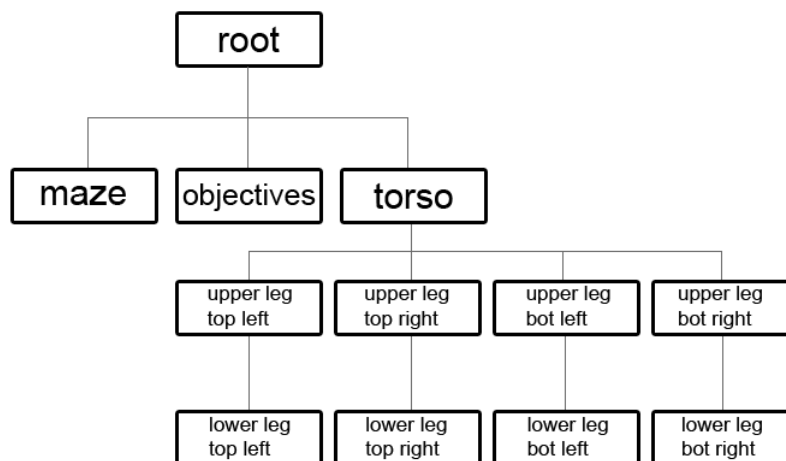 root
maze
objectives
torso
upper leg
top left
upper leg
top right
upper leg
bot left
upper leg
bot right
lower leg
top left
lower leg
top right
lower leg
bot left
lower leg
bot right